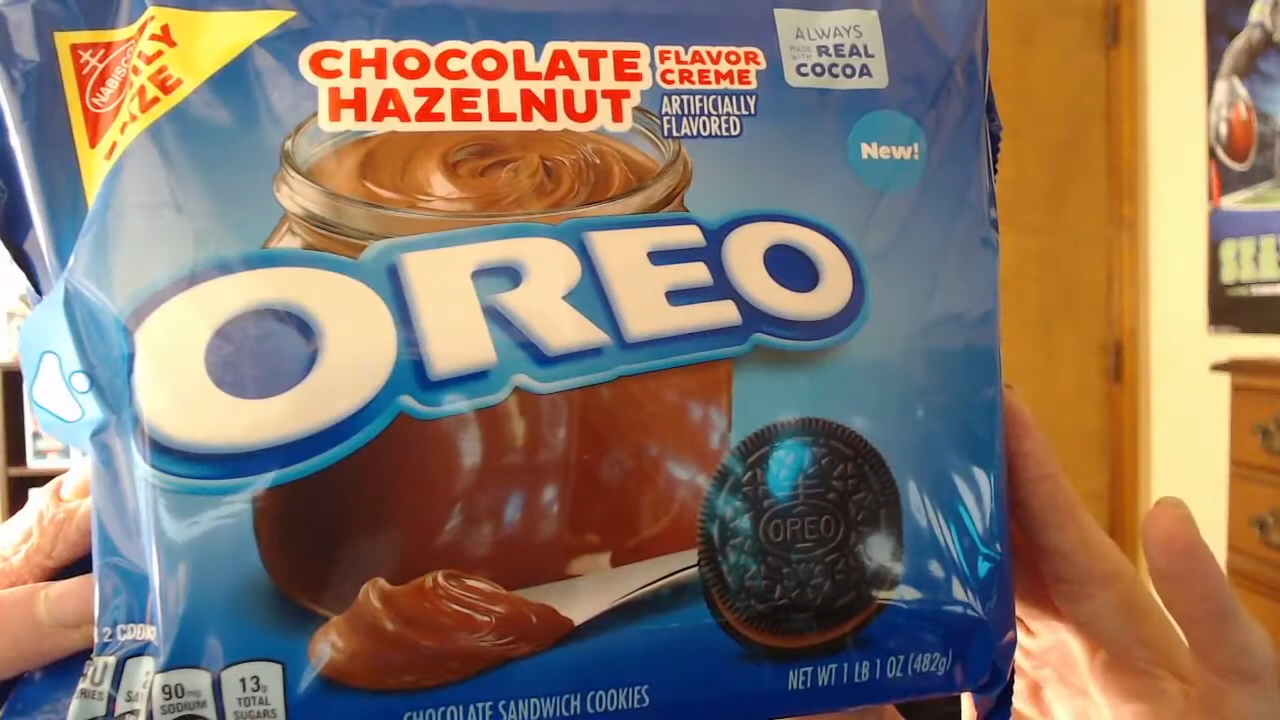 NABISCO
CHOCOLATE
HAZELNUT
FLAVOR
CREME
ARTIFICIALLY
FLAVORED
ALWAYS
MADE WITH REAL
COCOA
New!
OREO
OREO
90mg
SODIUM
13g
TOTAL
SUGARS
CHOCOLATE SANDWICH COOKIES
NET WT 1 LB 1 OZ (482g)